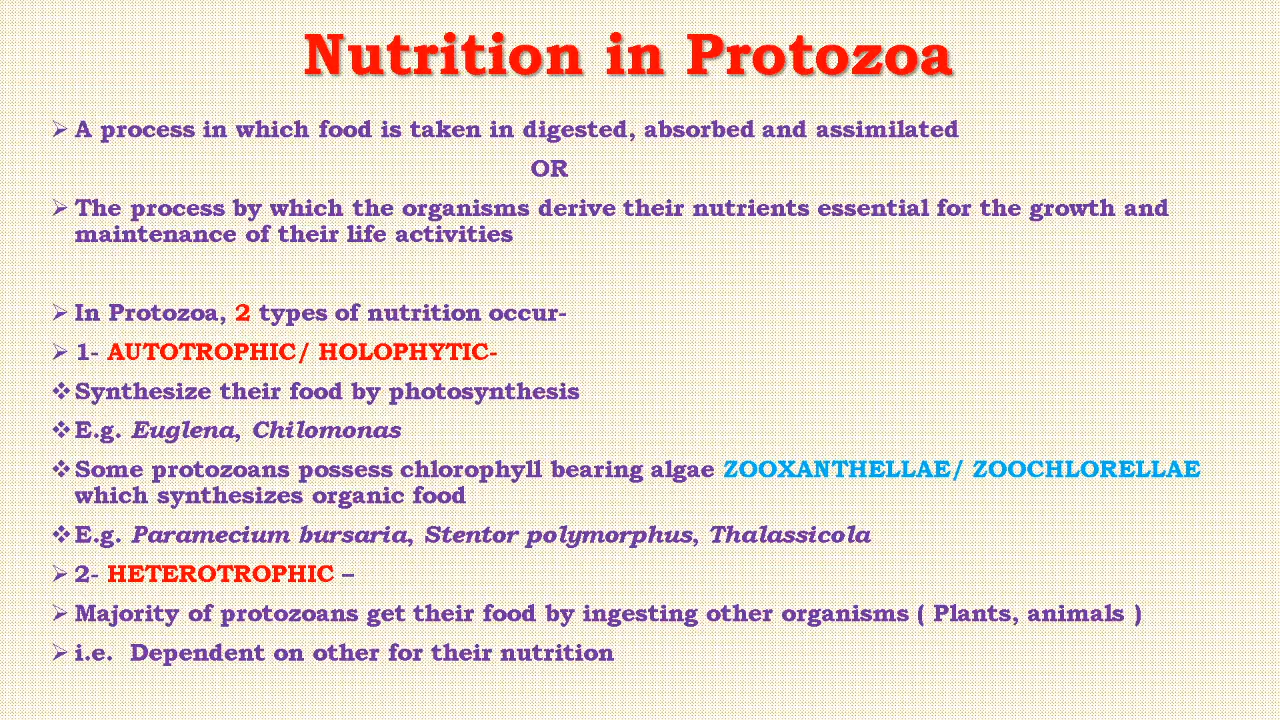 Nutrition in Protozoa
➢ A process in which food is taken in digested, absorbed and assimilated
OR
➢ The process by which the organisms derive their nutrients essential for the growth and
maintenance of their life activities
➢ In Protozoa, 2 types of nutrition occur-
➢ 1- AUTOTROPHIC/ HOLOPHYTIC-
❖ Synthesize their food by photosynthesis
❖ E.g. Euglena, Chilomonas
❖ Some protozoans possess chlorophyll bearing algae ZOOXANTHELLAE/ ZOOCHLORELLAE
which synthesizes organic food
❖ E.g. Paramecium bursaria, Stentor polymorphus, Thalassicola
➢ 2- HETEROTROPHIC –
➢ Majority of protozoans get their food by ingesting other organisms ( Plants, animals )
➢ i.e. Dependent on other for their nutrition